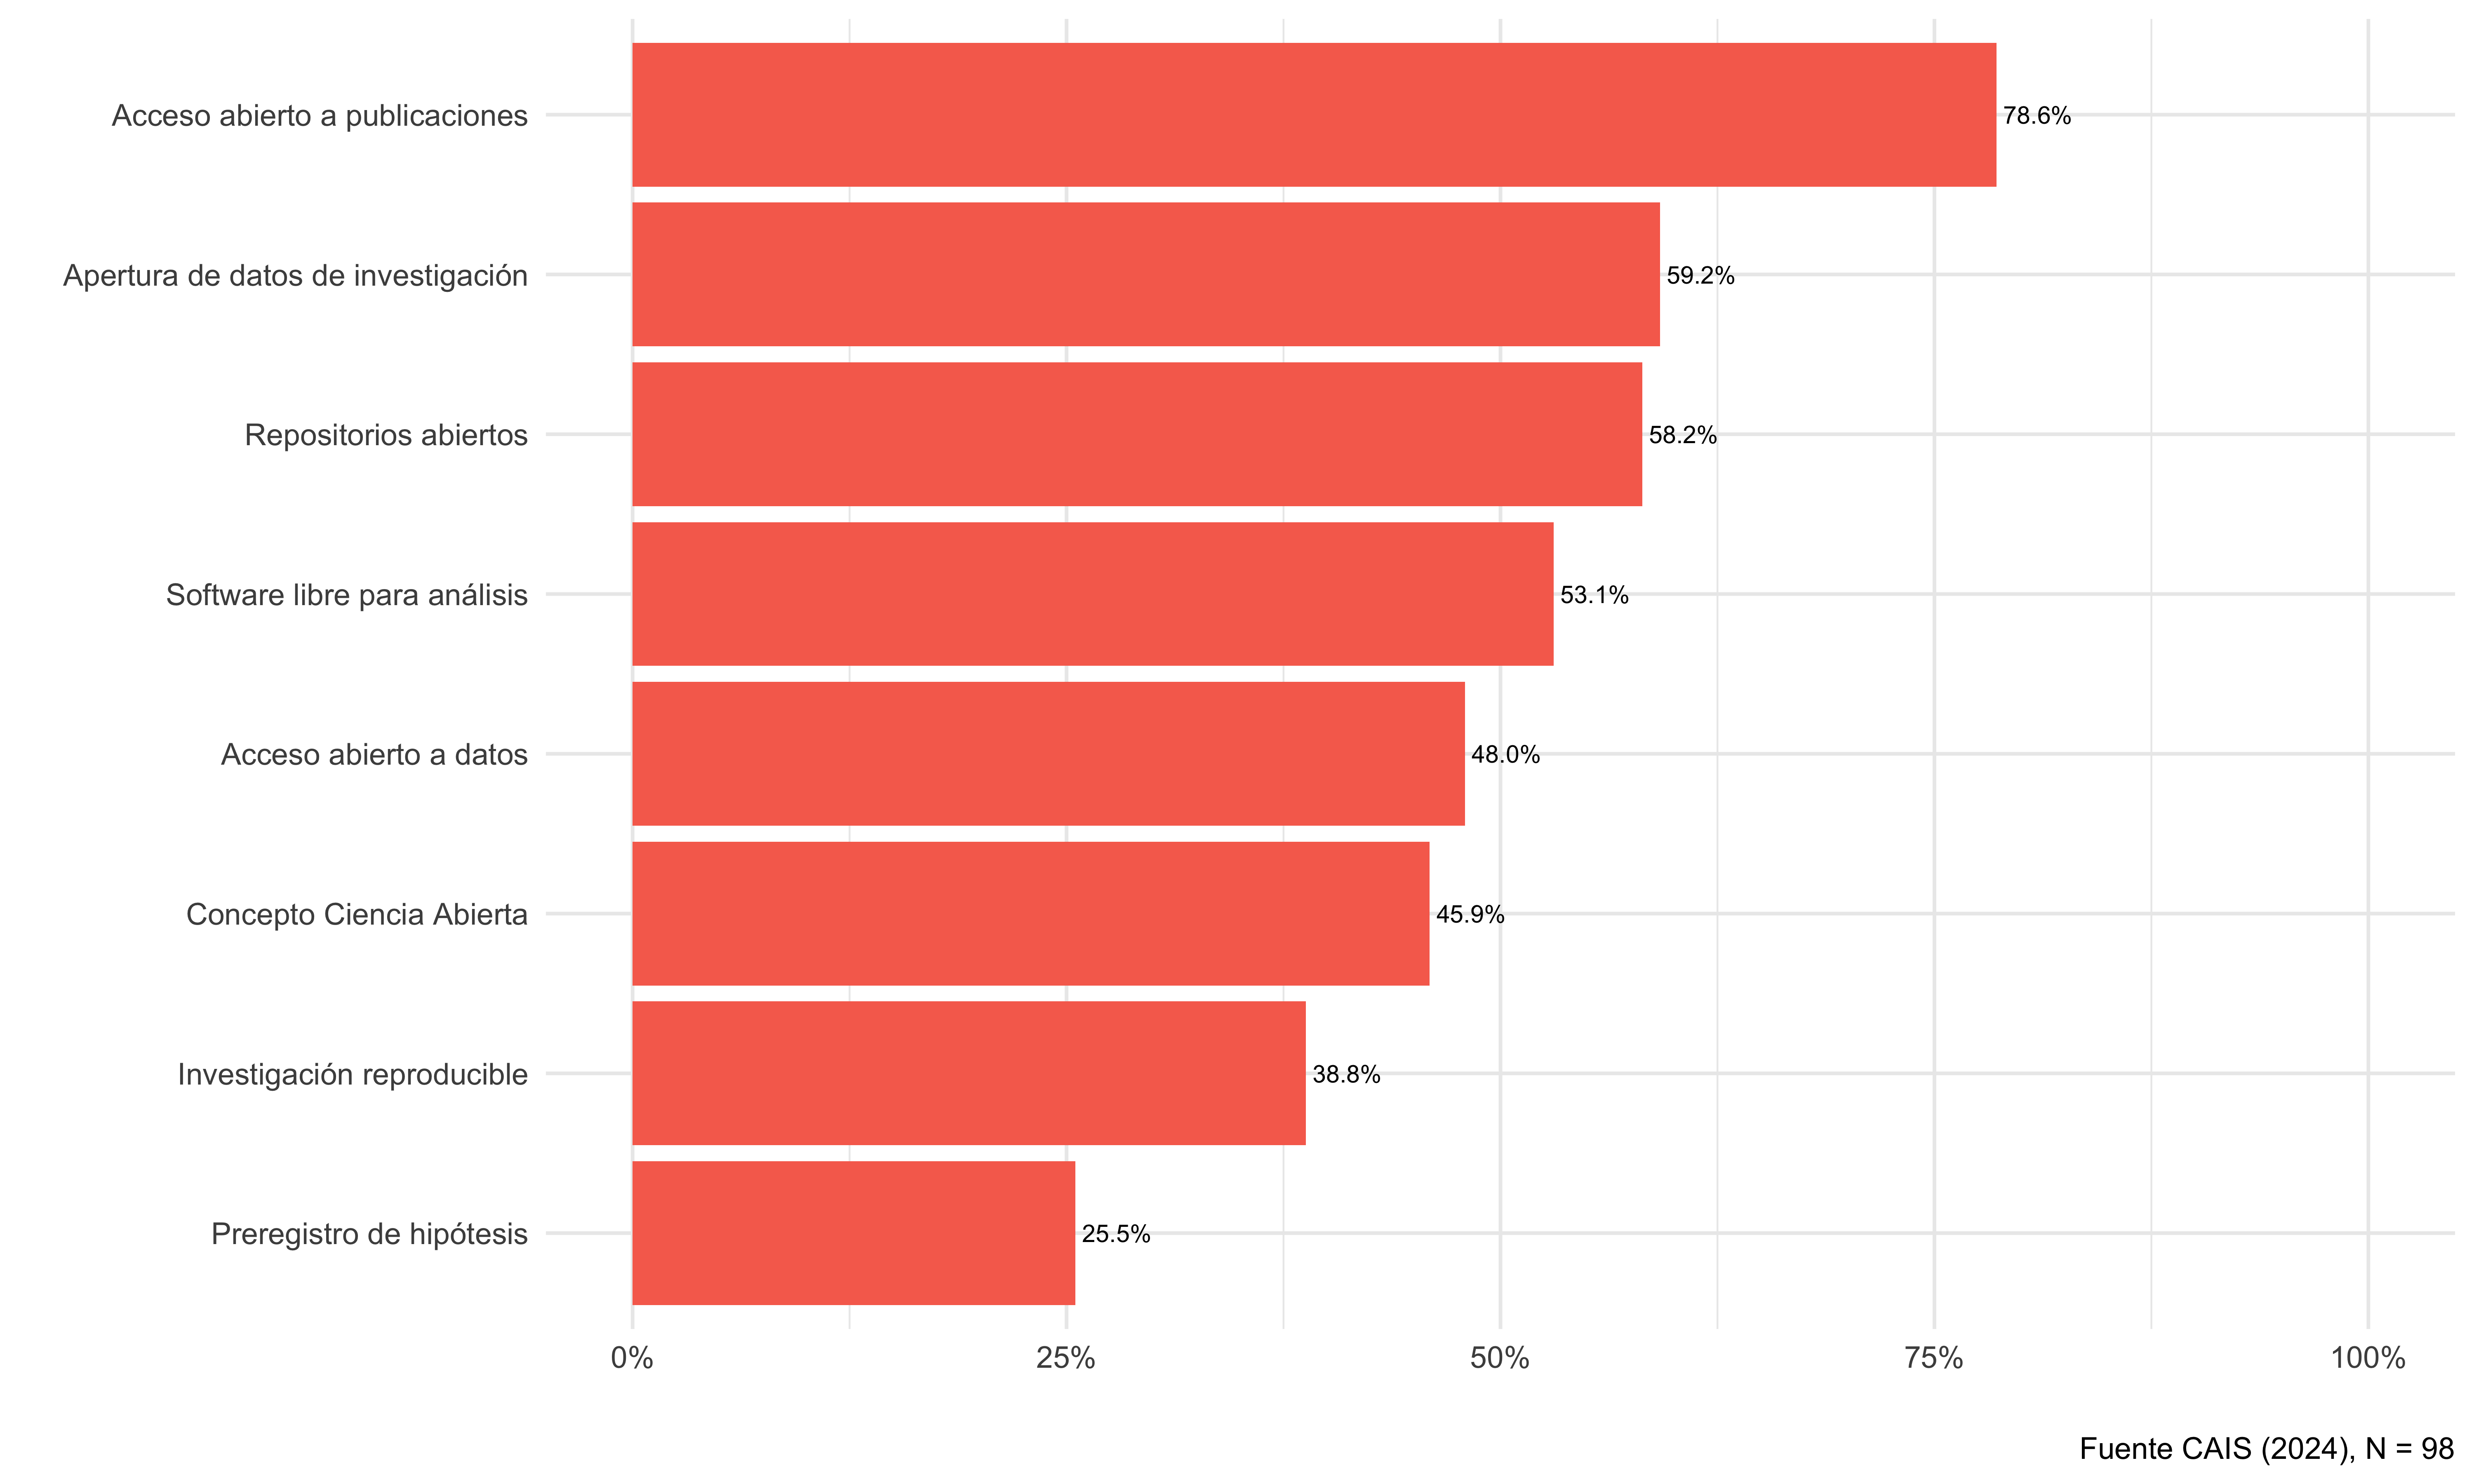 Acceso abierto a publicaciones
78.6%
Apertura de datos de investigación
59.2%
Repositorios abiertos
58.2%
Software libre para análisis
53.1%
Acceso abierto a datos
48.0%
Concepto Ciencia Abierta
45.9%
Investigación reproducible
38.8%
Preregistro de hipótesis
25.5%
0% 25% 50% 75% 100%
Fuente CAIS (2024), N = 98